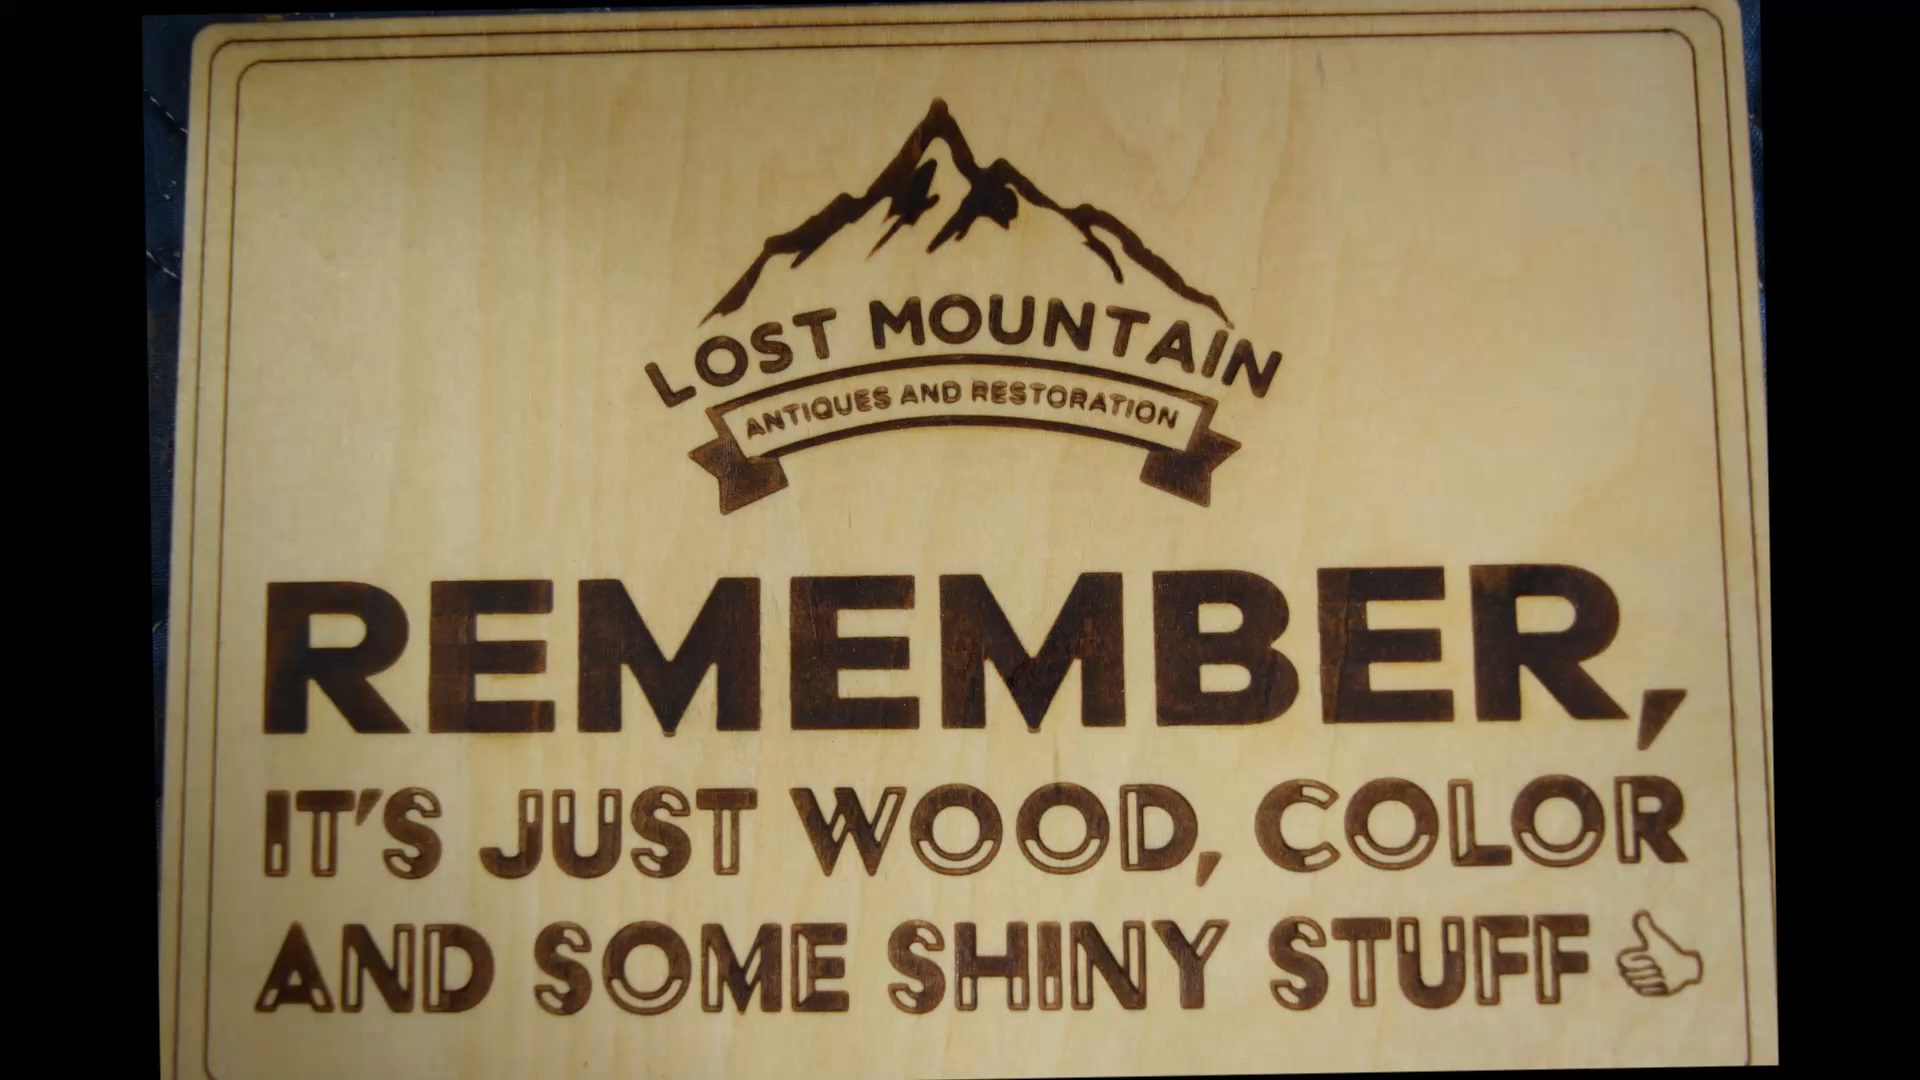 LOST MOUNTAIN
ANTIQUES AND RESTORATION
REMEMBER,
IT'S JUST WOOD, COLOR
AND SOME SHINY STUFF